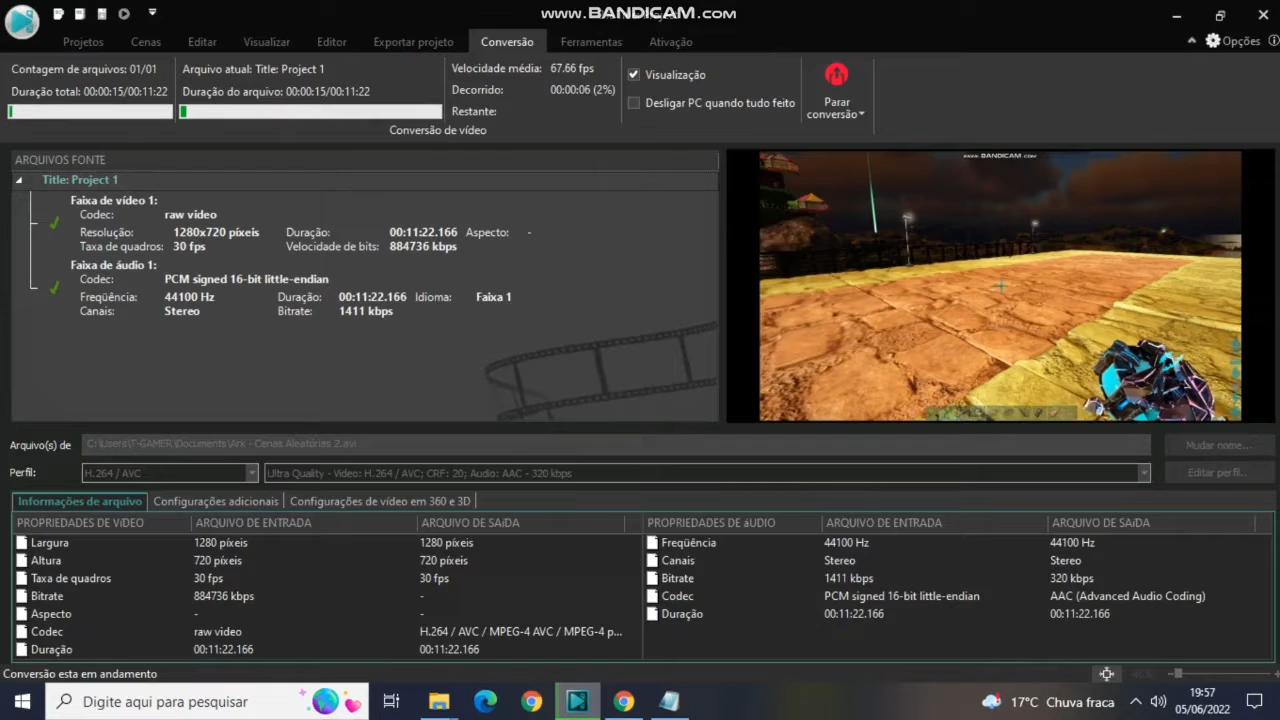 www.BANDICAM.com
Projetos Cenas Editar Visualizar Editor Exportar projeto Conversão Ferramentas Ativação Opções
Contagem de arquivos: 01/01
Duração total: 00:00:15/00:11:22
Arquivo atual: Title: Project 1
Duração do arquivo: 00:00:15/00:11:22
Velocidade média: 67.66 fps
Decorrido: 00:00:06 (2%)
Restante:
Visualização
Desligar PC quando tudo feito
Parar
conversão
Conversão de vídeo
ARQUIVOS FONTE
Title: Project 1
Faixa de vídeo 1:
Codec: raw video
Resolução: 1280x720 píxeis Duração: 00:11:22.166 Aspecto: -
Taxa de quadros: 30 fps Velocidade de bits: 884736 kbps
Faixa de áudio 1:
Codec: PCM signed 16-bit little-endian
Freqüência: 44100 Hz Duração: 00:11:22.166 Idioma: Faixa 1
Canais: Stereo Bitrate: 1411 kbps
www.BANDICAM.com
Arquivo(s) de C:\Users\T-GAMER\Documents\Ark - Cenas Aleatórias 2.avi Mudar nome...
Perfil: H.264 / AVC Ultra Quality - Video: H.264 / AVC; CRF: 20; Audio: AAC - 320 kbps Editar perfil...
Informações de arquivo Configurações adicionais Configurações de vídeo em 360 e 3D
PROPRIEDADES DE VíDEO ARQUIVO DE ENTRADA ARQUIVO DE SAíDA
Largura 1280 píxeis 1280 píxeis
Altura 720 píxeis 720 píxeis
Taxa de quadros 30 fps 30 fps
Bitrate 884736 kbps -
Aspecto - -
Codec raw video H.264 / AVC / MPEG-4 AVC / MPEG-4 p...
Duração 00:11:22.166 00:11:22.166
PROPRIEDADES DE áUDIO ARQUIVO DE ENTRADA ARQUIVO DE SAíDA
Freqüência 44100 Hz 44100 Hz
Canais Stereo Stereo
Bitrate 1411 kbps 320 kbps
Codec PCM signed 16-bit little-endian AAC (Advanced Audio Coding)
Duração 00:11:22.166 00:11:22.166
Conversão esta em andamento
Digite aqui para pesquisar
17°C Chuva fraca
19:57
05/06/2022